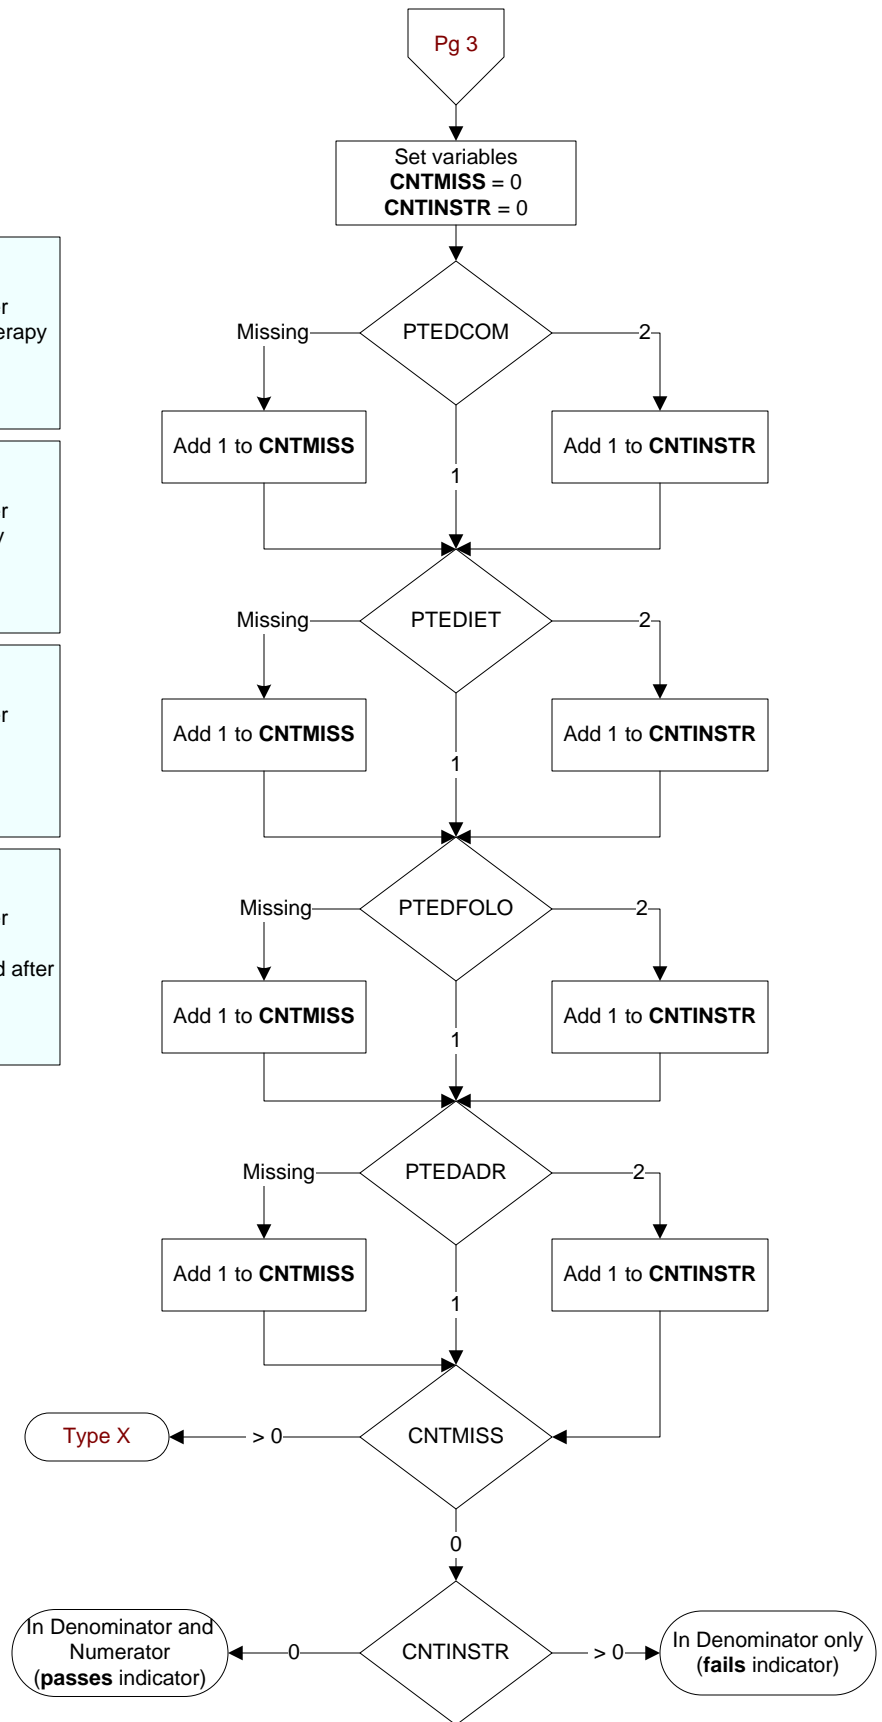 Pg 3
Set variables
CNTMISS = 0
CNTINSTR = 0
PTEDCOM
Missing
2
Add 1 to CNTMISS
Add 1 to CNTINSTR
1
PTEDIET
Missing
2
Add 1 to CNTMISS
Add 1 to CNTINSTR
1
PTEDFOLO
Missing
2
Add 1 to CNTMISS
Add 1 to CNTINSTR
1
PTEDADR
Missing
2
Add 1 to CNTMISS
Add 1 to CNTINSTR
1
Type X
> 0
CNTMISS
0
In Denominator and
Numerator
(passes indicator)
0
CNTINSTR
> 0
In Denominator only
(fails indicator)
after